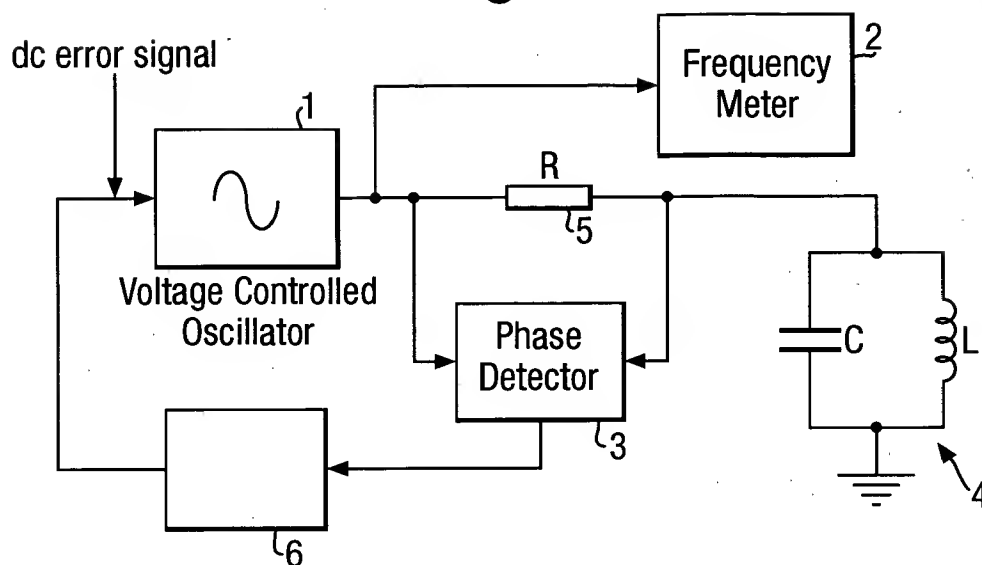 dc error signal
1
Voltage Controlled
Oscillator
Frequency
Meter
2
R
5
Phase
Detector
3
C
L
4
6